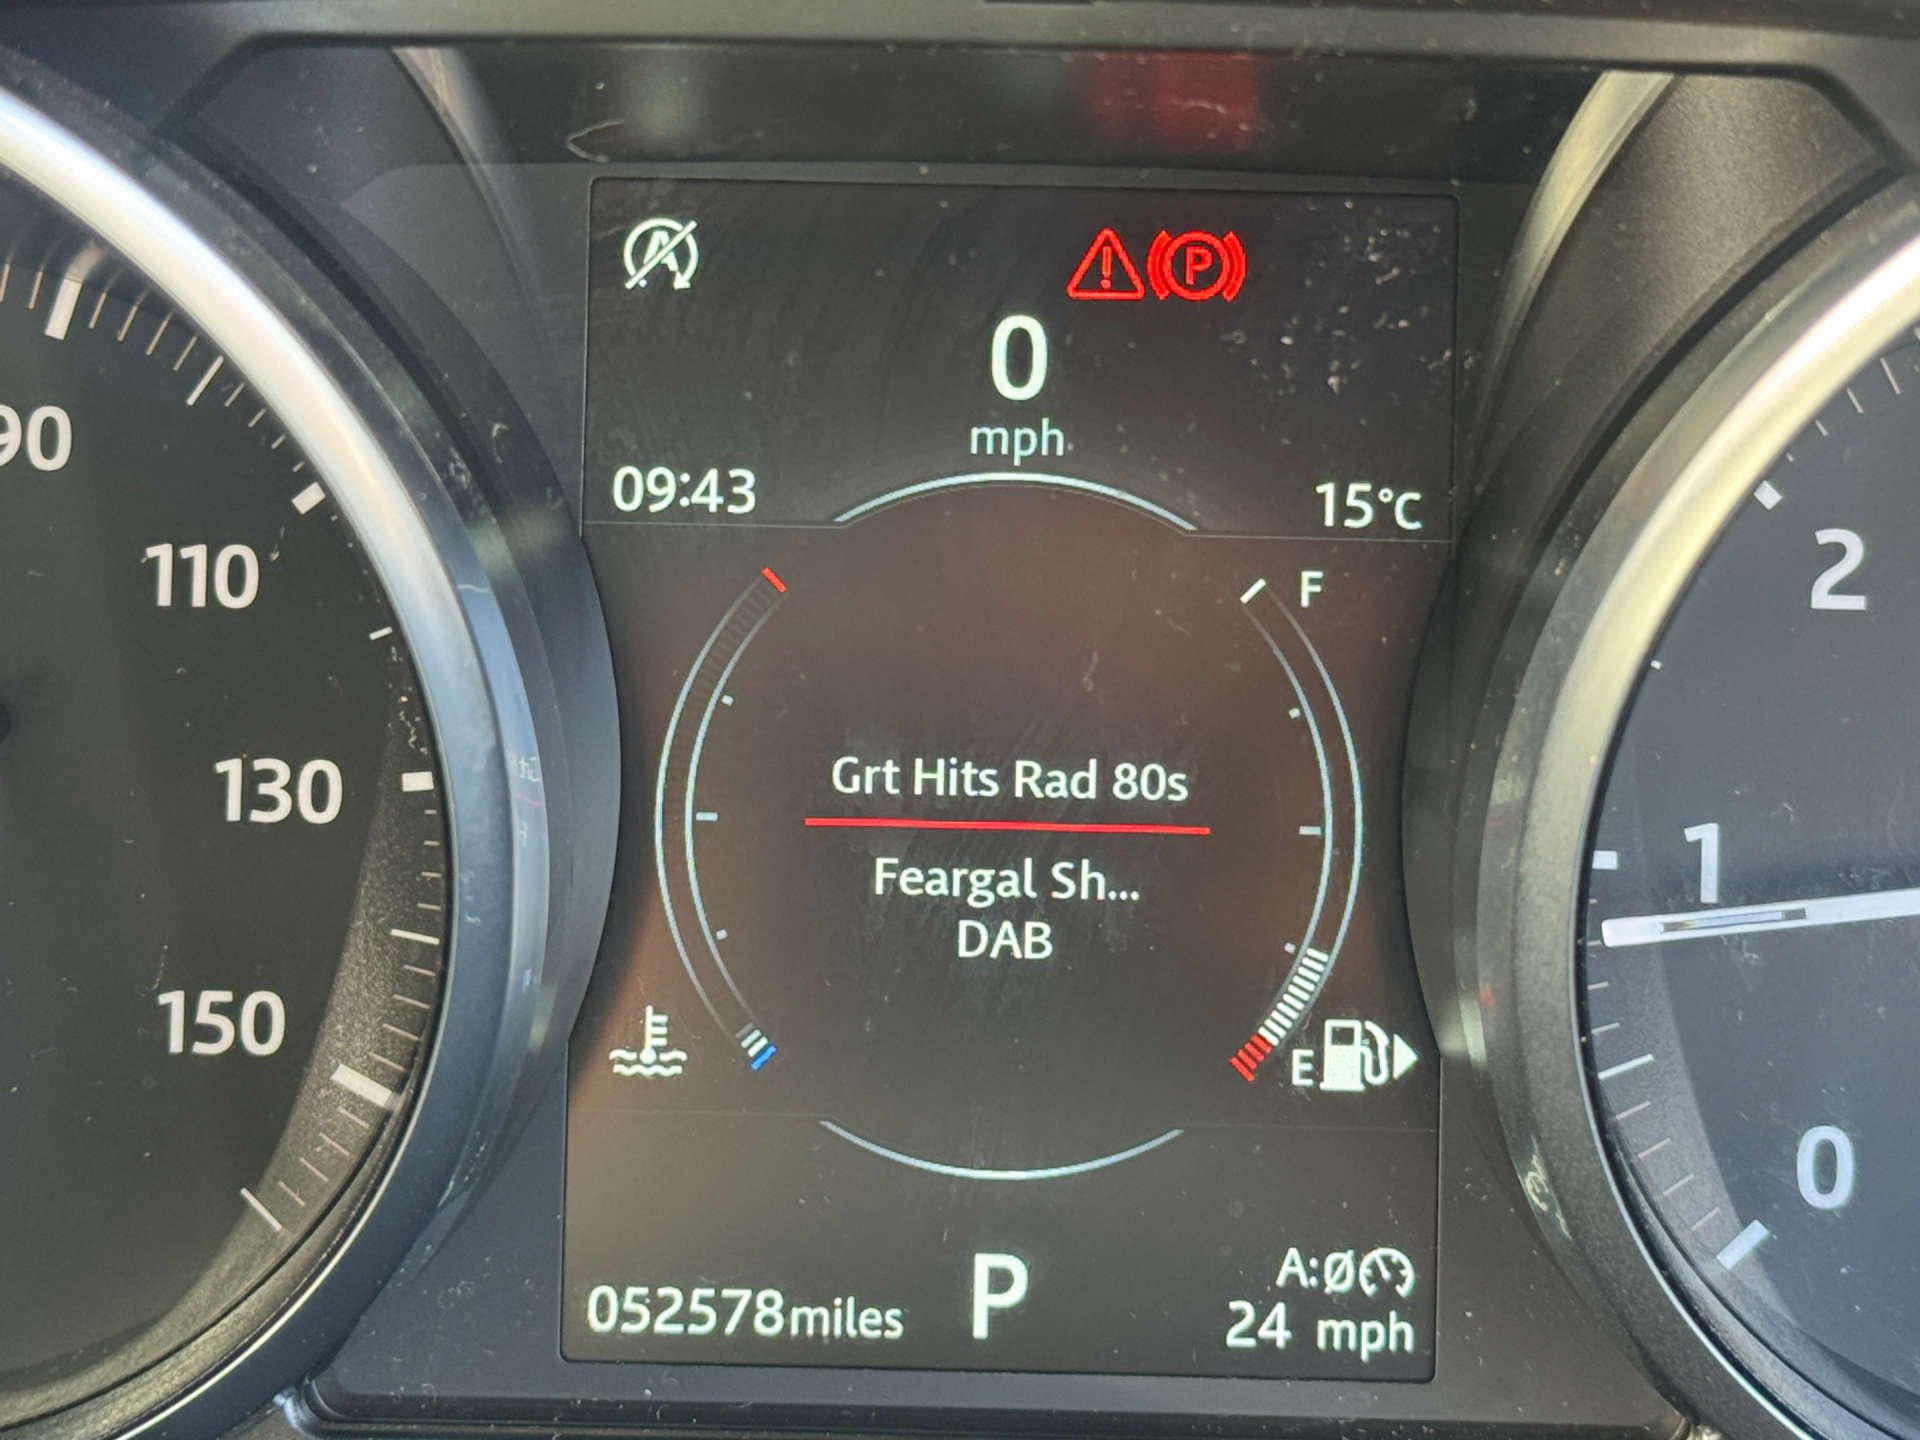 0
mph
09:43
15°C
90
110
130
150
F
Grt Hits Rad 80s
Feargal Sh...
DAB
E
2
1
0
P
A:Ø
052578miles
P
24 mph